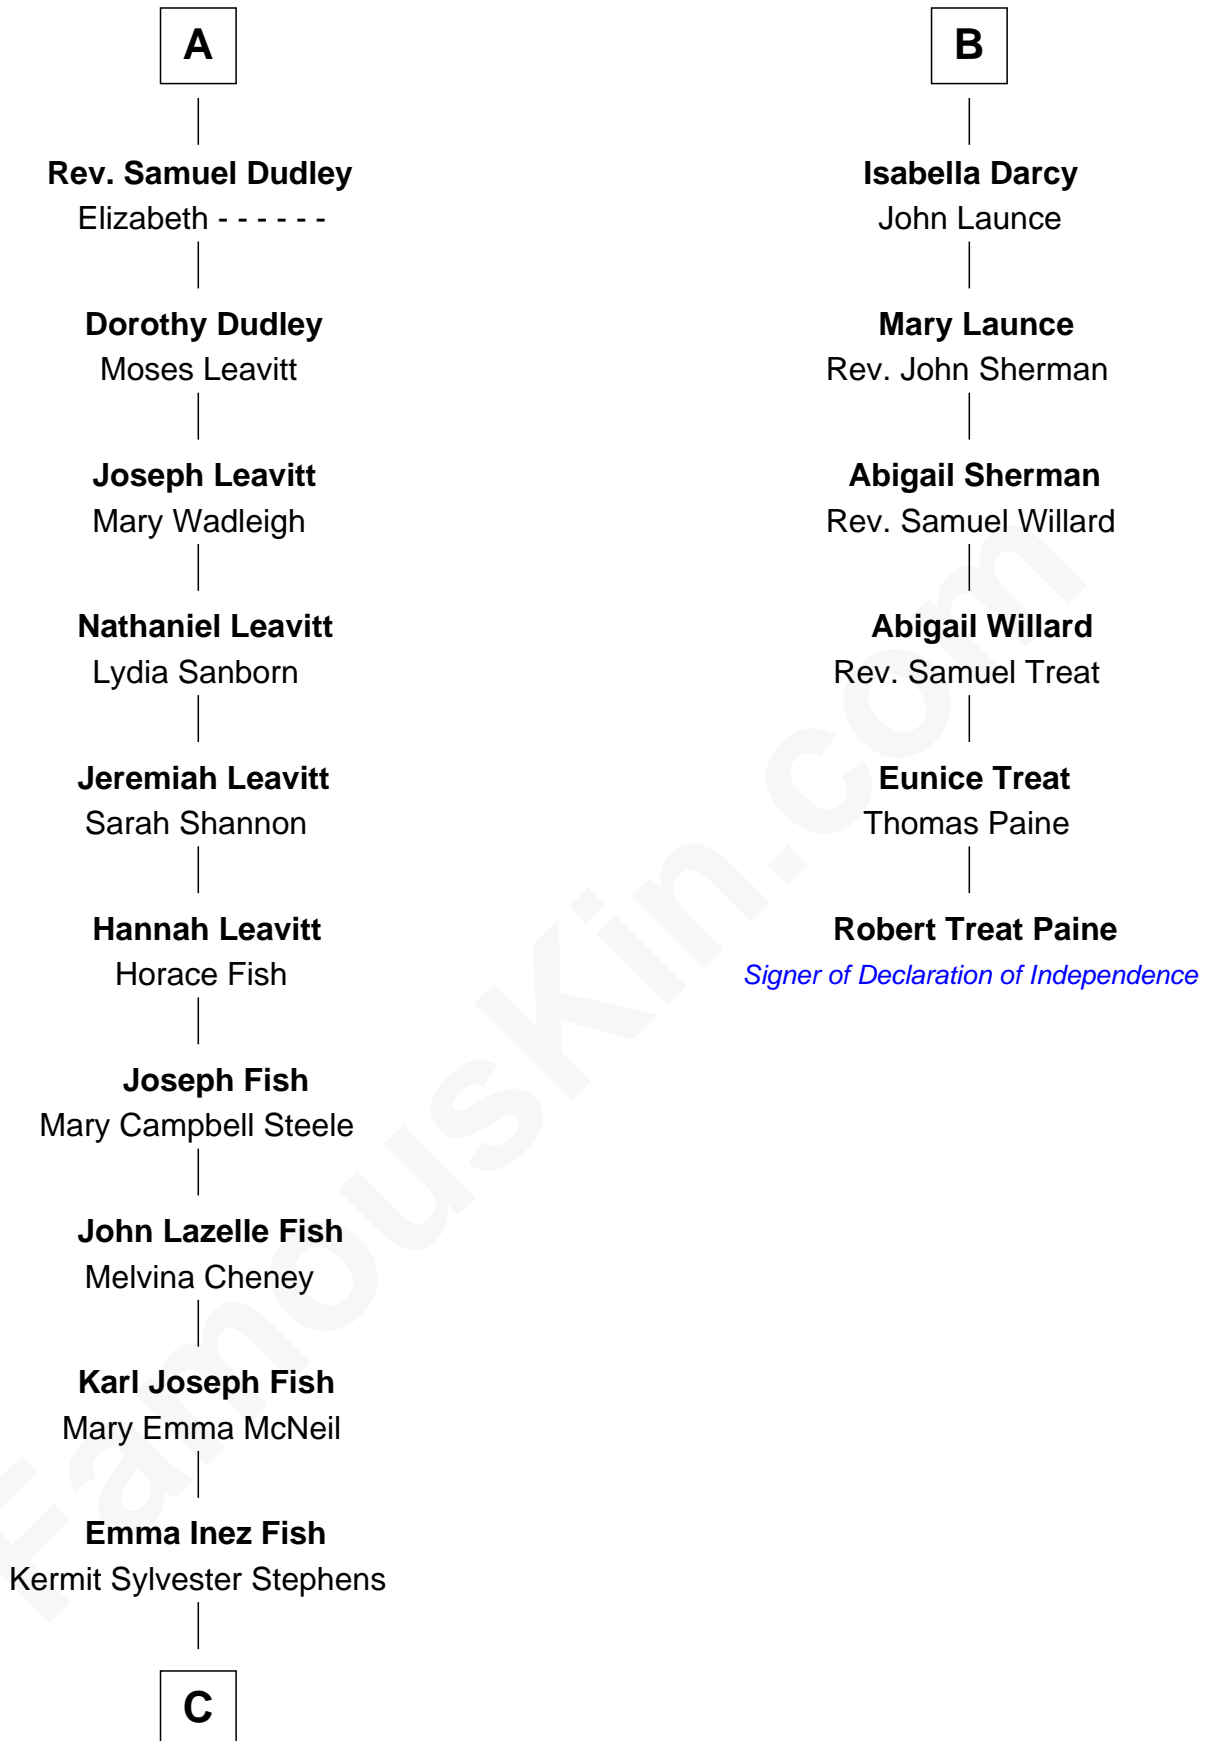 A
Rev. Samuel Dudley
Elizabeth - - - - - -
Dorothy Dudley
Moses Leavitt
Joseph Leavitt
Mary Wadleigh
Nathaniel Leavitt
Lydia Sanborn
Jeremiah Leavitt
Sarah Shannon
Hannah Leavitt
Horace Fish
Joseph Fish
Mary Campbell Steele
John Lazelle Fish
Melvina Cheney
Karl Joseph Fish
Mary Emma McNeil
Emma Inez Fish
Kermit Sylvester Stephens
C
B
Isabella Darcy
John Launce
Mary Launce
Rev. John Sherman
Abigail Sherman
Rev. Samuel Willard
Abigail Willard
Rev. Samuel Treat
Eunice Treat
Thomas Paine
Robert Treat Paine
Signer of Declaration of Independence
FamousKin.com